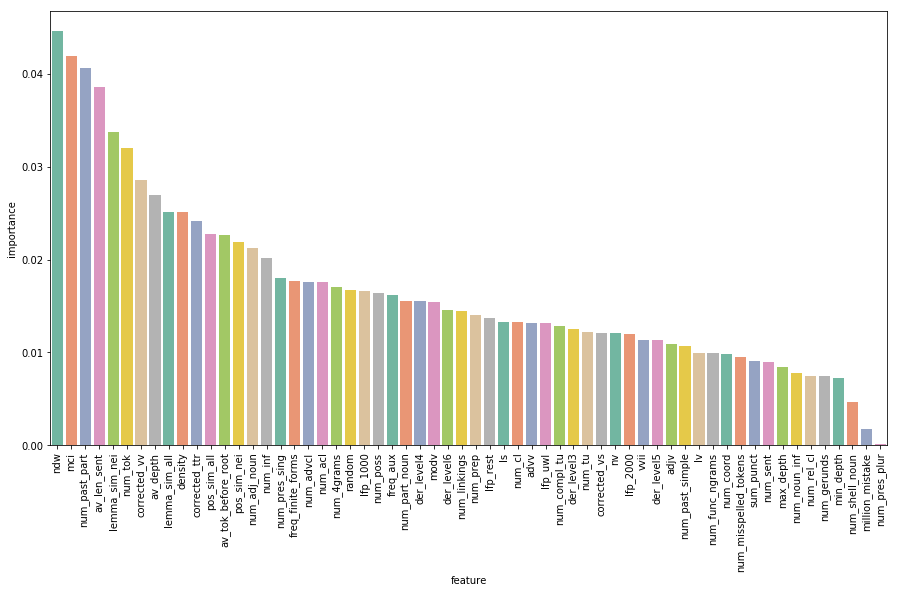 importance
0.04
0.03
0.02
0.01
0.00
ndw
mci
num_past_part
av_len_sent
lemma_sim_nei
num_tok
corrected_vv
av_depth
lemma_sim_all
density
corrected_ttr
pos_sim_all
av_tok_before_root
pos_sim_nei
num_adj_noun
num_inf
num_pres_sing
freq_finite_forms
num_advcl
num_acl
num_4grams
random
lfp_1000
num_poss
freq_aux
num_part_noun
der_level4
modv
der_level6
num_linkings
num_prep
lfp_rest
ls
num_cl
advv
lfp_uwl
num_compl_tu
der_level3
num_tu
corrected_vs
nv
lfp_2000
vvii
der_level5
adjv
num_past_simple
lv
num_func_ngrams
num_coord
num_misspelled_tokens
sum_punct
num_sent
max_depth
num_noun_inf
num_rel_cl
num_gerunds
min_depth
num_shell_noun
million_mistake
num_pres_plur
feature